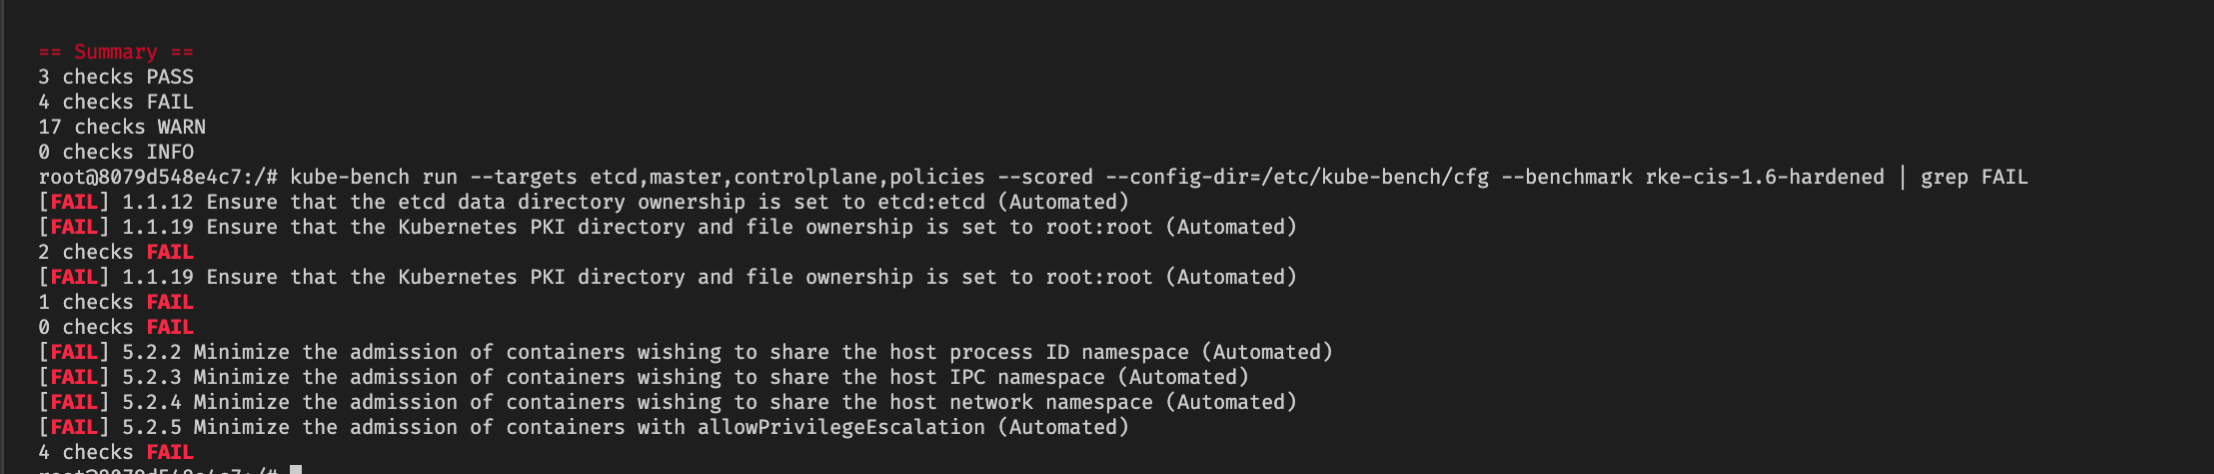 == Summary ==
3 checks PASS
4 checks FAIL
17 checks WARN
0 checks INFO
root@8079d548e4c7:/# kube-bench run --targets etcd,master,controlplane,policies --scored --config-dir=/etc/kube-bench/cfg --benchmark rke-cis-1.6-hardened | grep FAIL
[FAIL] 1.1.12 Ensure that the etcd data directory ownership is set to etcd:etcd (Automated)
[FAIL] 1.1.19 Ensure that the Kubernetes PKI directory and file ownership is set to root:root (Automated)
2 checks FAIL
[FAIL] 1.1.19 Ensure that the Kubernetes PKI directory and file ownership is set to root:root (Automated)
1 checks FAIL
0 checks FAIL
[FAIL] 5.2.2 Minimize the admission of containers wishing to share the host process ID namespace (Automated)
[FAIL] 5.2.3 Minimize the admission of containers wishing to share the host IPC namespace (Automated)
[FAIL] 5.2.4 Minimize the admission of containers wishing to share the host network namespace (Automated)
[FAIL] 5.2.5 Minimize the admission of containers with allowPrivilegeEscalation (Automated)
4 checks FAIL
root@8079d548e4c7:/#